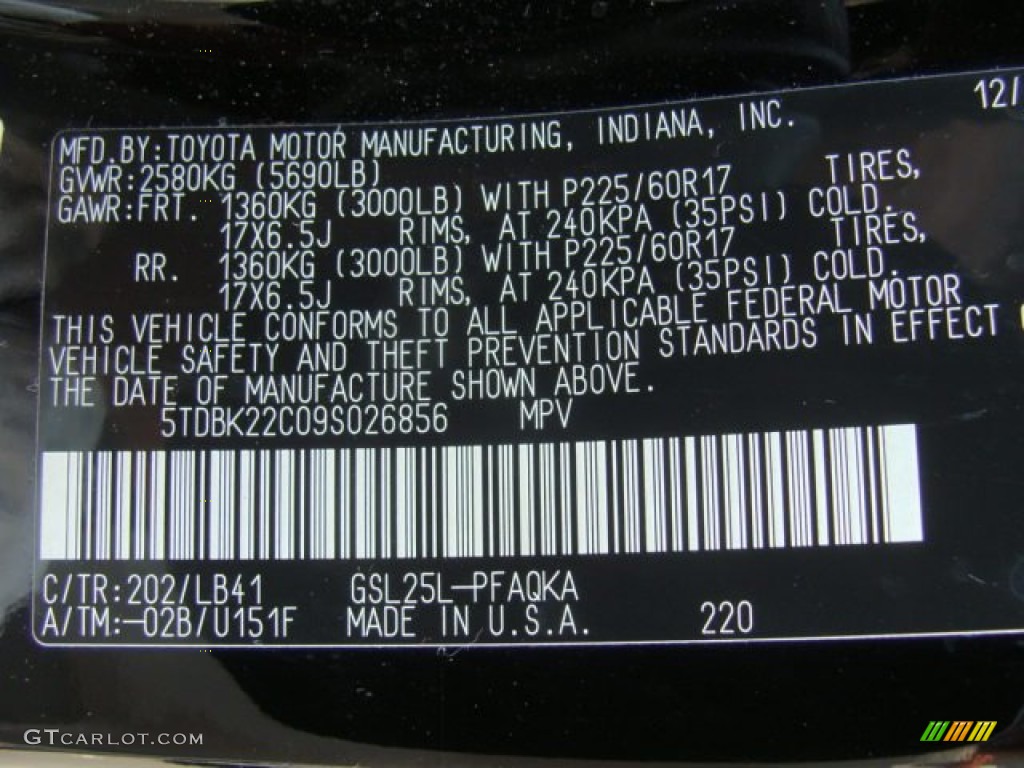 12/
MFD.BY:TOYOTA MOTOR MANUFACTURING, INDIANA, INC.
GVWR:2580KG (5690LB)
GAWR:FRT. 1360KG (3000LB) WITH P225/60R17 TIRES,
17X6.5J RIMS, AT 240KPA (35PSI) COLD.
RR. 1360KG (3000LB) WITH P225/60R17 TIRES,
17X6.5J RIMS, AT 240KPA (35PSI) COLD.
THIS VEHICLE CONFORMS TO ALL APPLICABLE FEDERAL MOTOR
VEHICLE SAFETY AND THEFT PREVENTION STANDARDS IN EFFECT
THE DATE OF MANUFACTURE SHOWN ABOVE.
5TDBK22C09S026856 MPV
C/TR:202/LB41 GSL25L-PFAQKA
A/TM:-02B/U151F MADE IN U.S.A. 220
GTCARLOT.COM